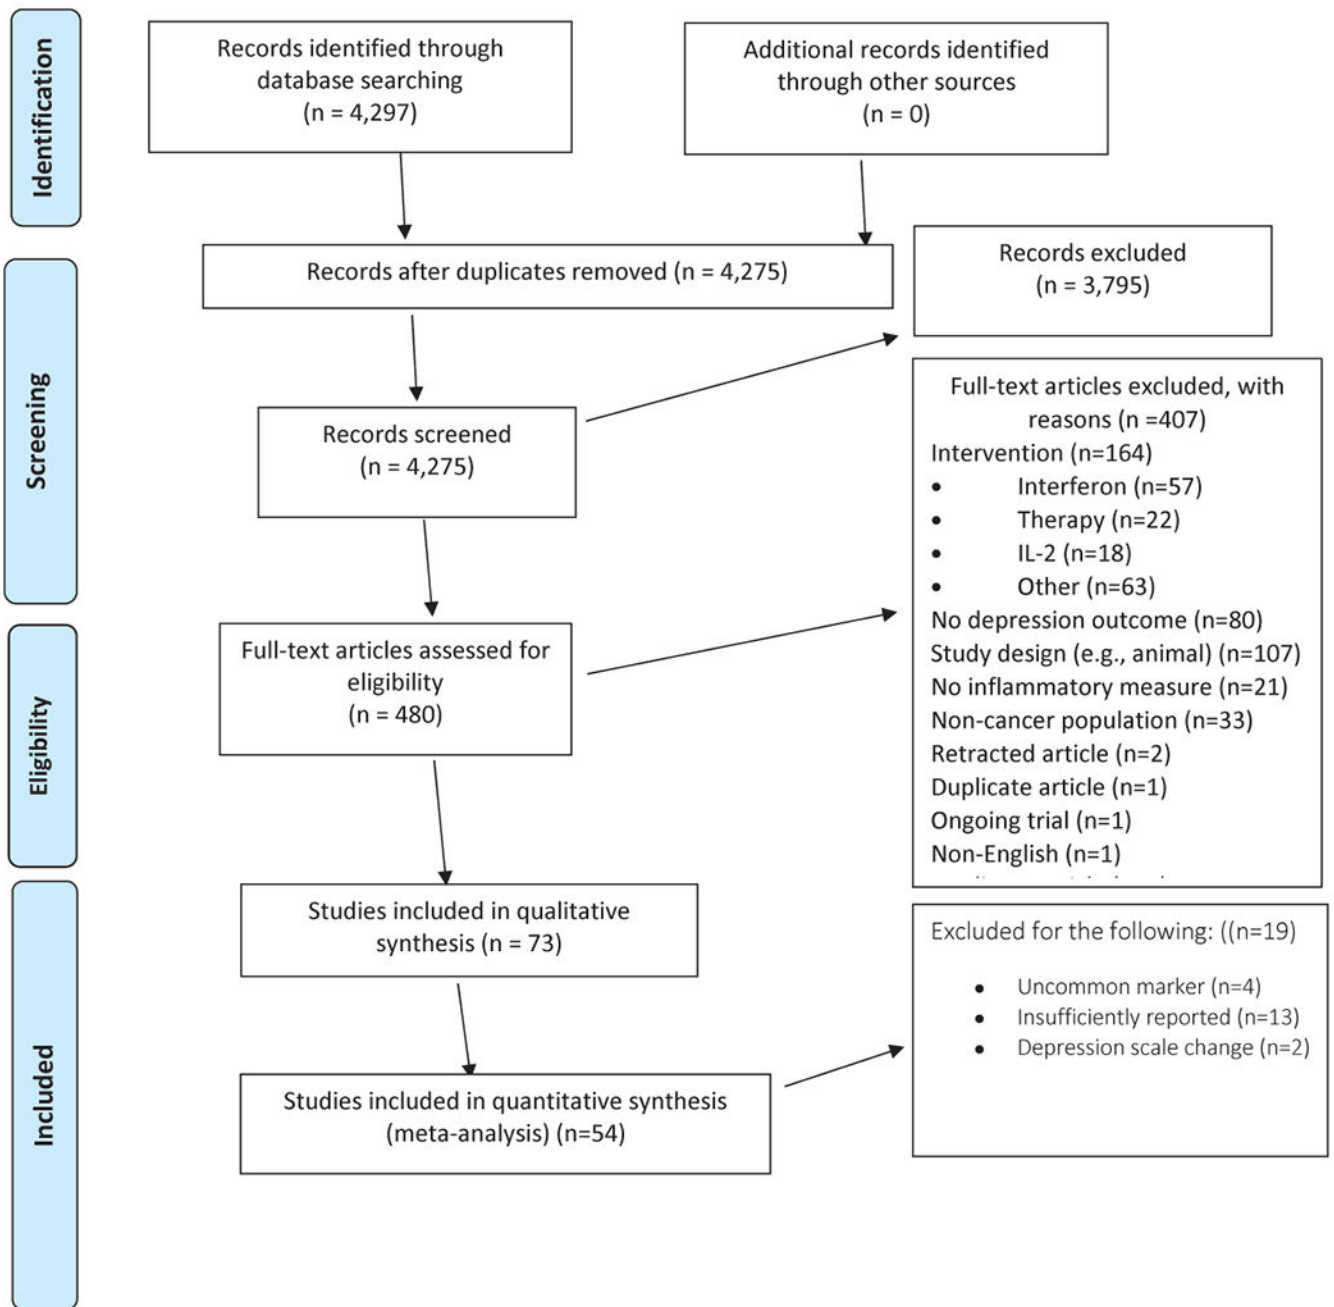 Identification
Records identified through
database searching
(n = 4,297)
Additional records identified
through other sources
(n = 0)
Records after duplicates removed (n = 4,275)
Records excluded
(n = 3,795)
Screening
Records screened
(n = 4,275)
Full-text articles excluded, with
reasons (n =407)
Intervention (n=164)
• Interferon (n=57)
• Therapy (n=22)
• IL-2 (n=18)
• Other (n=63)
No depression outcome (n=80)
Study design (e.g., animal) (n=107)
No inflammatory measure (n=21)
Non-cancer population (n=33)
Retracted article (n=2)
Duplicate article (n=1)
Ongoing trial (n=1)
Non-English (n=1)
Eligibility
Full-text articles assessed for
eligibility
(n = 480)
Included
Studies included in qualitative
synthesis (n = 73)
Excluded for the following: ((n=19)
• Uncommon marker (n=4)
• Insufficiently reported (n=13)
• Depression scale change (n=2)
Studies included in quantitative synthesis
(meta-analysis) (n=54)